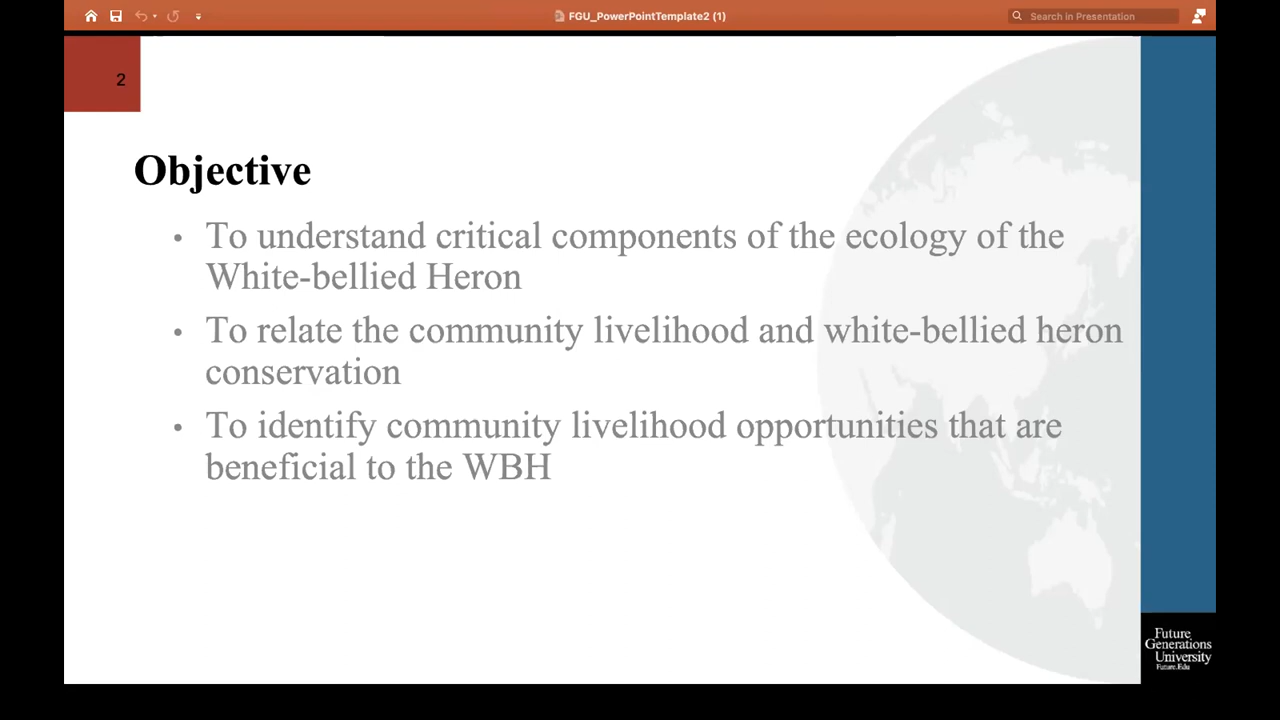 FGU_PowerPointTemplate2 (1)
Search in Presentation
2
Objective
• To understand critical components of the ecology of the
White-bellied Heron
• To relate the community livelihood and white-bellied heron
conservation
• To identify community livelihood opportunities that are
beneficial to the WBH
Future
Generations
University
Future.Edu